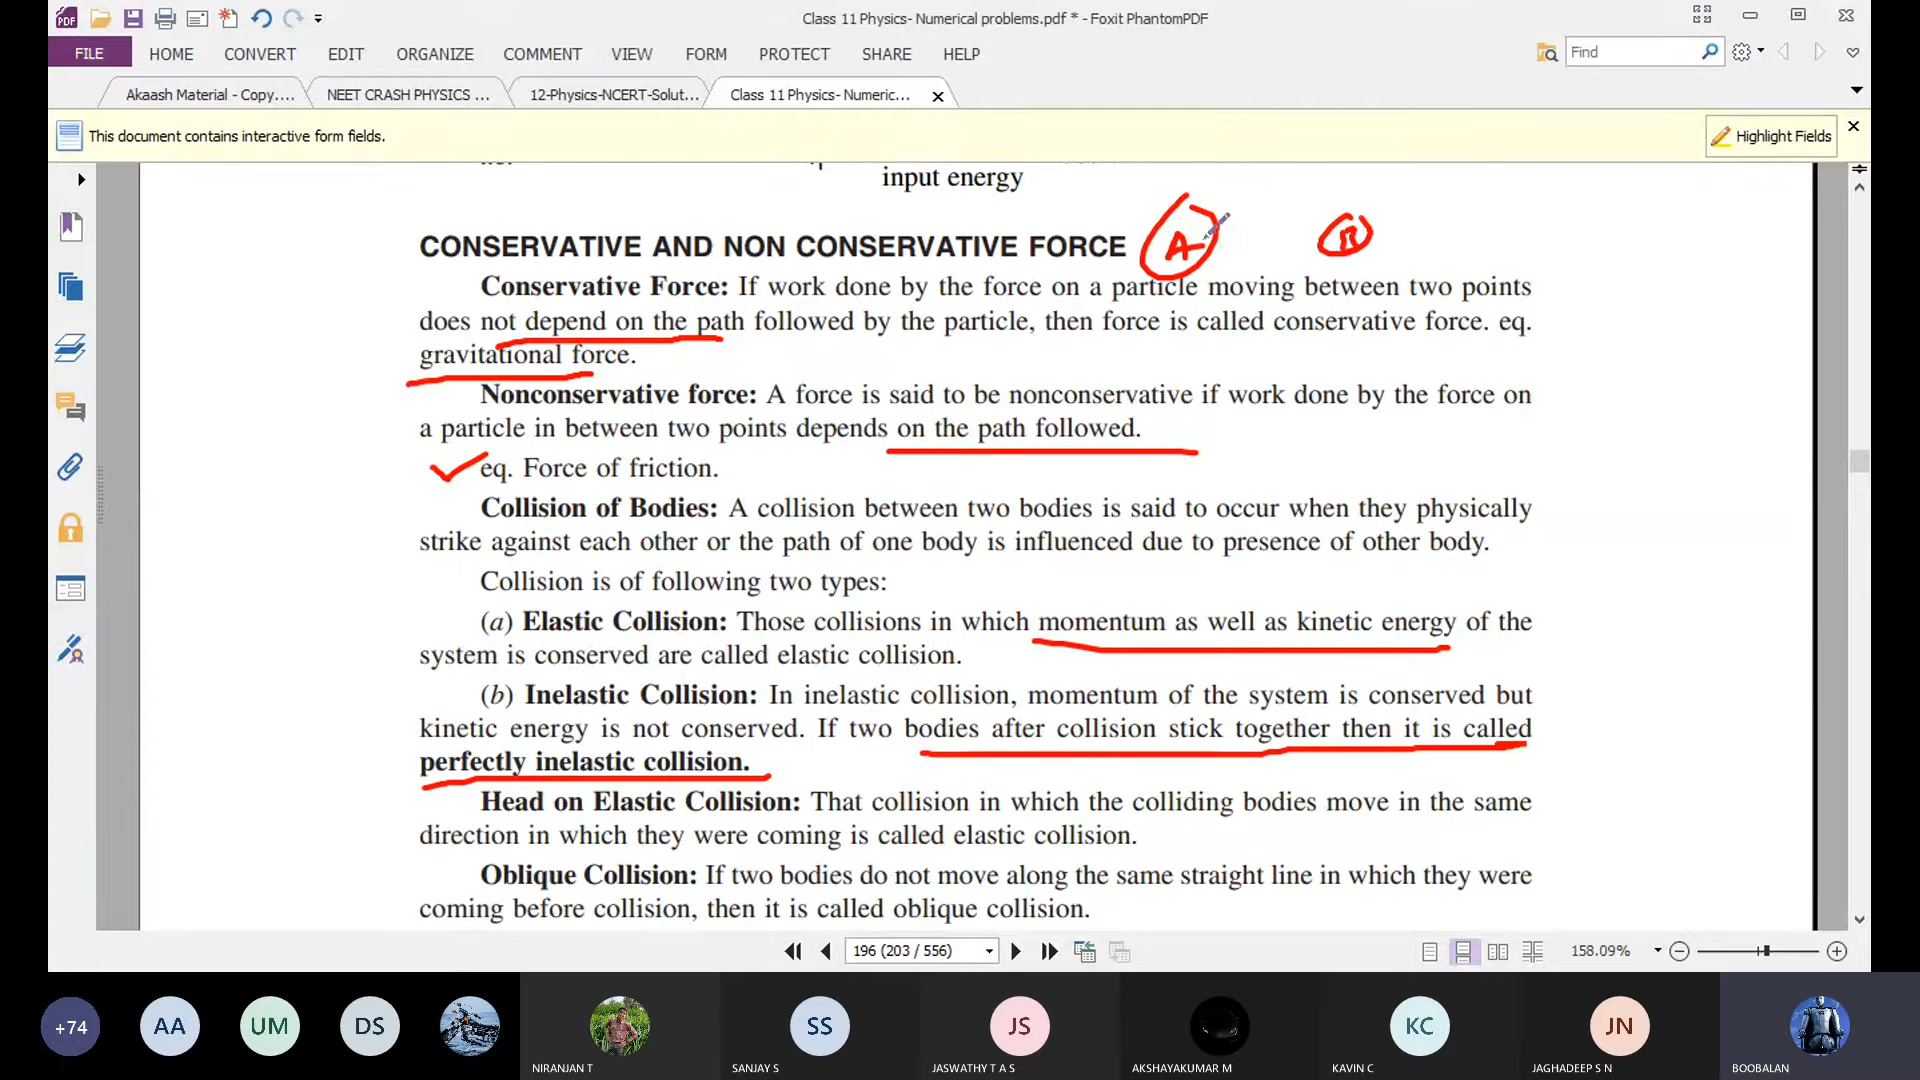 PDF
Class 11 Physics- Numerical problems.pdf * - Foxit PhantomPDF
FILE HOME CONVERT EDIT ORGANIZE COMMENT VIEW FORM PROTECT SHARE HELP Find
Akaash Material - Copy.... NEET CRASH PHYSICS ... 12-Physics-NCERT-Solut... Class 11 Physics- Numeric...
This document contains interactive form fields. Highlight Fields
input energy
CONSERVATIVE AND NON CONSERVATIVE FORCE A B
Conservative Force: If work done by the force on a particle moving between two points
does not depend on the path followed by the particle, then force is called conservative force. eq.
gravitational force.
Nonconservative force: A force is said to be nonconservative if work done by the force on
a particle in between two points depends on the path followed.
eq. Force of friction.
Collision of Bodies: A collision between two bodies is said to occur when they physically
strike against each other or the path of one body is influenced due to presence of other body.
Collision is of following two types:
(a) Elastic Collision: Those collisions in which momentum as well as kinetic energy of the
system is conserved are called elastic collision.
(b) Inelastic Collision: In inelastic collision, momentum of the system is conserved but
kinetic energy is not conserved. If two bodies after collision stick together then it is called
perfectly inelastic collision.
Head on Elastic Collision: That collision in which the colliding bodies move in the same
direction in which they were coming is called elastic collision.
Oblique Collision: If two bodies do not move along the same straight line in which they were
coming before collision, then it is called oblique collision.
196 (203 / 556) 158.09%
+74 AA UM DS SS JS KC JN
NIRANJAN T SANJAY S JASWATHY T A S AKSHAYAKUMAR M KAVIN C JAGHADEEP S N BOOBALAN